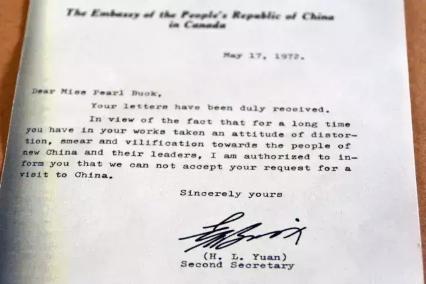 The Embassy of the People's Republic of China
in Canada
May 17, 1972.
Dear Miss Pearl Buck:
Your letters have been duly received.
In view of the fact that for a long time
you have in your works taken an attitude of distor-
tion, smear and vilification towards the people of
new China and their leaders, I am authorized to in-
form you that we can not accept your request for a
visit to China.
Sincerely yours
(H. L. Yuan)
Second Secretary